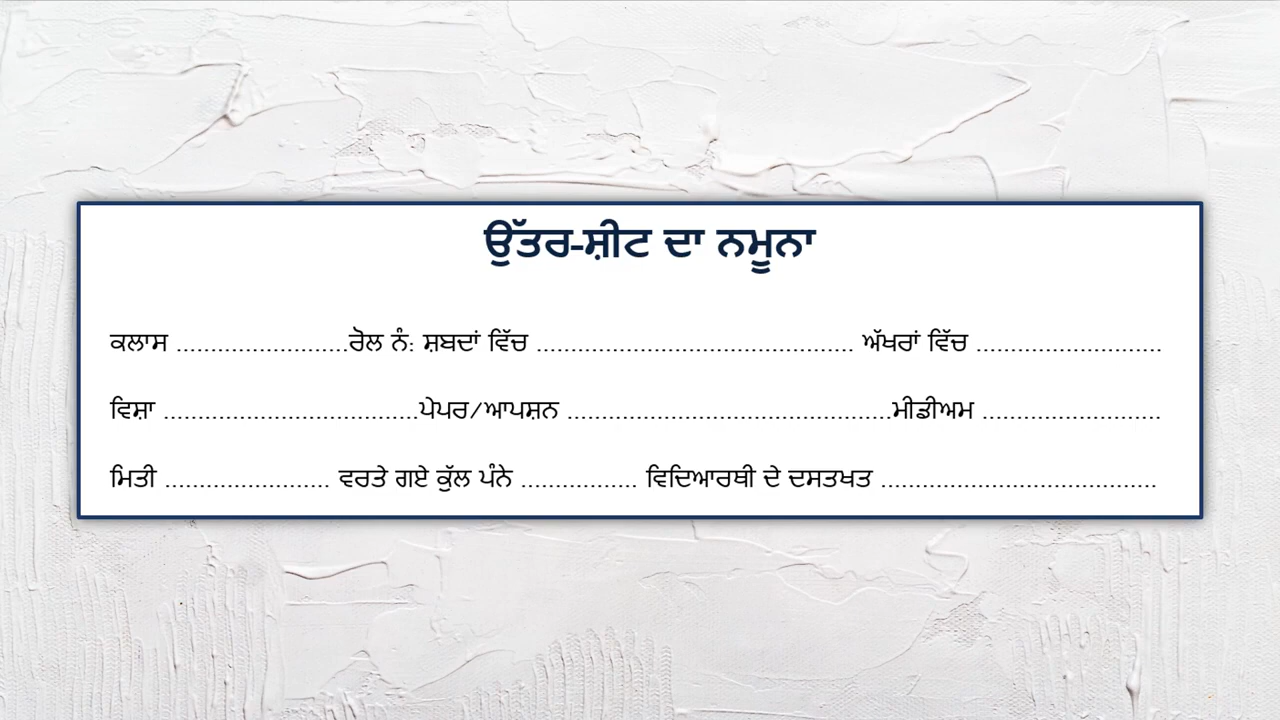 ਉੱਤਰ-ਸ਼ੀਟ ਦਾ ਨਮੂਨਾ
ਕਲਾਸ .........................ਰੋਲ ਨੰ: ਸ਼ਬਦਾਂ ਵਿੱਚ .............................................. ਅੱਖਰਾਂ ਵਿੱਚ ...........................
ਵਿਸ਼ਾ .....................................ਪੇਪਰ/ਆਪਸ਼ਨ ...............................................ਮੀਡੀਅਮ ..........................
ਮਿਤੀ ........................ ਵਰਤੇ ਗਏ ਕੁੱਲ ਪੰਨੇ ................. ਵਿਦਿਆਰਥੀ ਦੇ ਦਸਤਖਤ ........................................